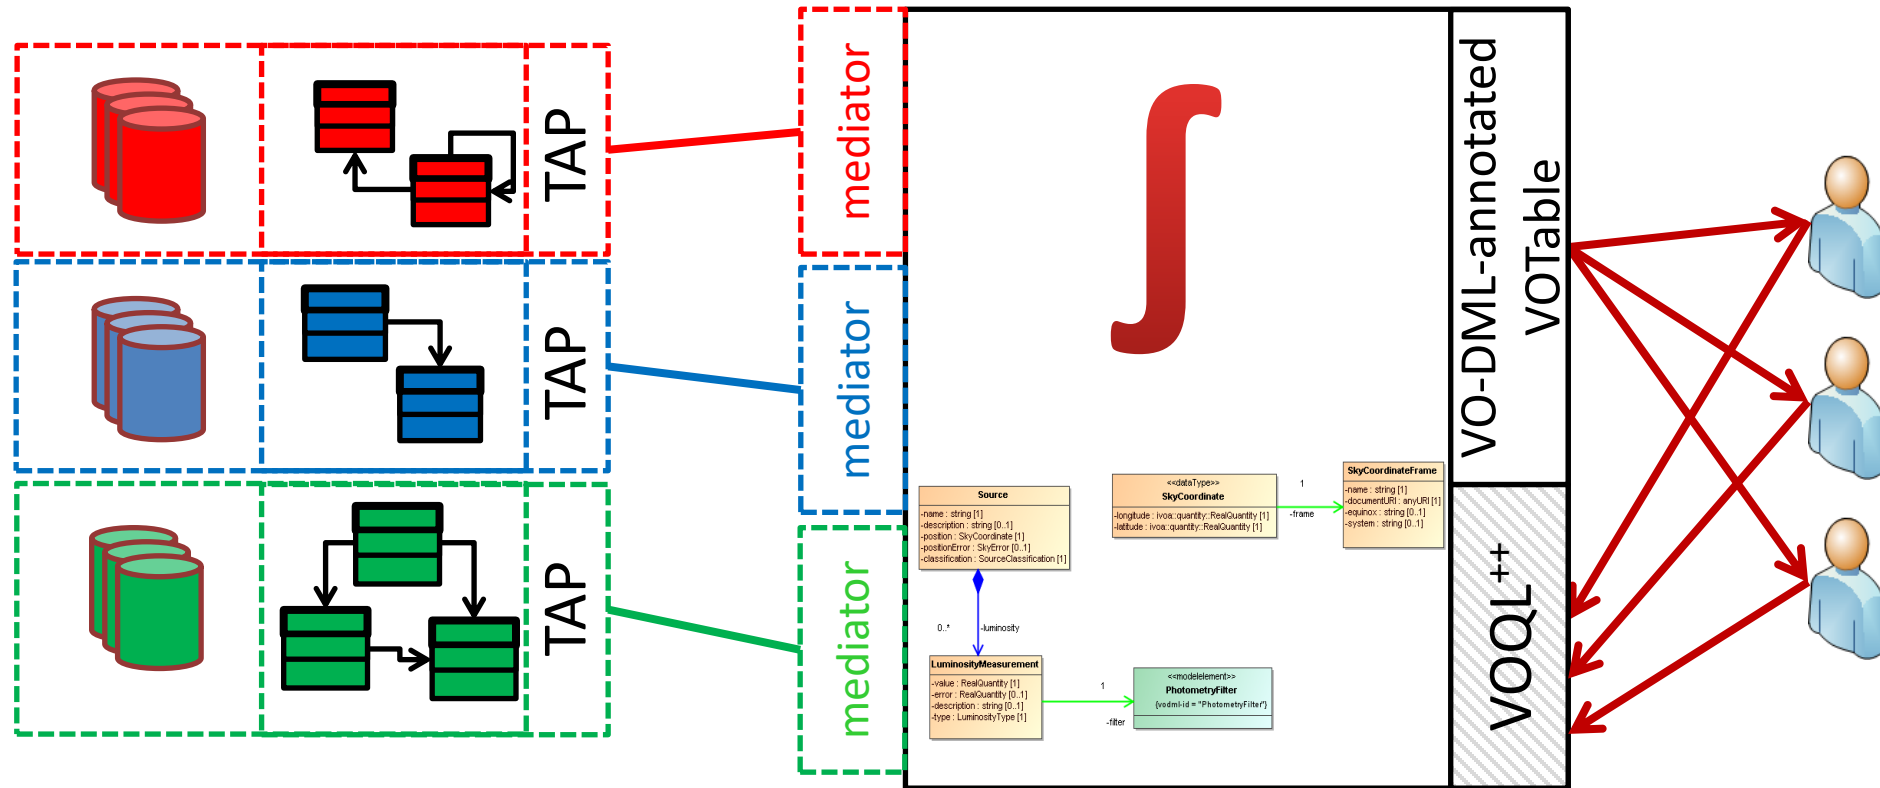 TAP
TAP
TAP
mediator
mediator
mediator
Source
-name : string [1]
-description : string [0..1]
-position : SkyCoordinate [1]
-positionError : SkyError [0..1]
-classification : SourceClassification [1]
0..*
-luminosity
LuminosityMeasurement
-value : RealQuantity [1]
-error : RealQuantity [0..1]
-description : string [0..1]
-type : LuminosityType [1]
<<dataType>>
SkyCoordinate
-longitude : ivoa::quantity::RealQuantity [1]
-latitude : ivoa::quantity::RealQuantity [1]
1
-frame
SkyCoordinateFrame
-name : string [1]
-documentURI : anyURI [1]
-equinox : string [0..1]
-system : string [0..1]
1
-filter
<<modelelement>>
PhotometryFilter
{vodml-id = "PhotometryFilter"}
VO-DML-annotated
VOTable
VOQL++